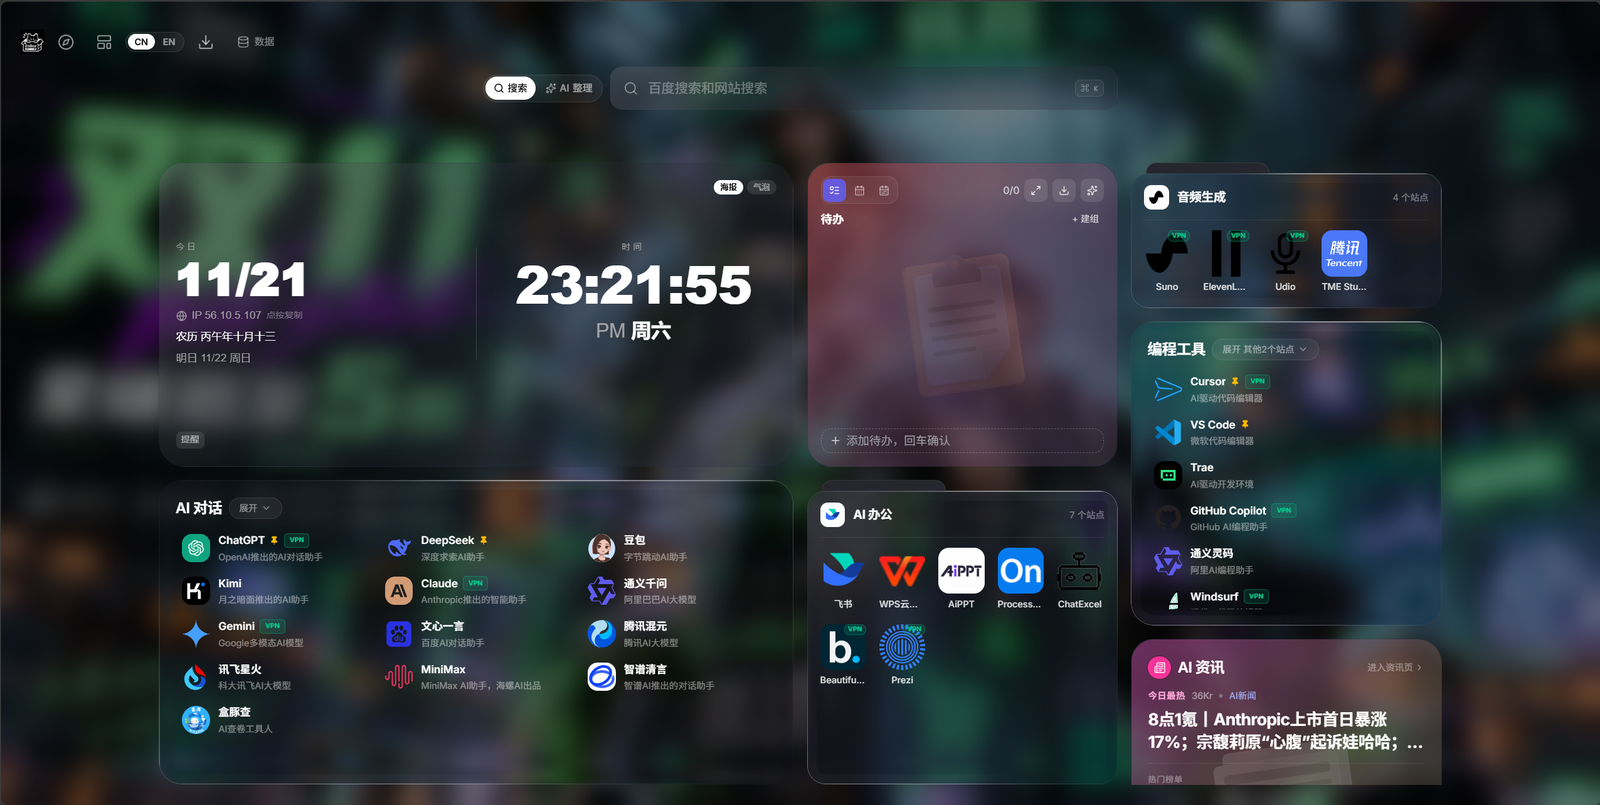 CN EN
数据
搜索
AI 整理
百度搜索和网站搜索
⌘ K
海报 气泡
今日
11/21
IP 56.10.5.107 点按复制
农历 丙午年十月十三
明日 11/22 周日
时间
23:21:55
PM 周六
提醒
0/0
待办
+ 建组
+ 添加待办，回车确认
音频生成
4 个站点
VPN
VPN
VPN
腾讯
Tencent
Suno
ElevenL...
Udio
TME Stu...
编程工具
展开 其他2个站点
Cursor VPN
AI驱动代码编辑器
VS Code
微软代码编辑器
Trae
AI驱动开发环境
GitHub Copilot VPN
GitHub AI编程助手
通义灵码
阿里AI编程助手
Windsurf VPN
AI 对话
展开
ChatGPT VPN
OpenAI推出的AI对话助手
DeepSeek
深度求索AI助手
豆包
字节跳动AI助手
Kimi
月之暗面推出的AI助手
Claude VPN
Anthropic推出的智能助手
通义千问
阿里巴巴AI大模型
Gemini VPN
Google多模态AI模型
文心一言
百度AI对话助手
腾讯混元
腾讯AI大模型
讯飞星火
科大讯飞AI大模型
MiniMax
MiniMax AI助手，海螺AI出品
智谱清言
智谱AI推出的对话助手
盒豚查
AI查卷工具人
AI 办公
7 个站点
AiPPT
On
飞书
WPS云...
AiPPT
Process...
ChatExcel
VPN
b.
VPN
Beautifu...
Prezi
AI 资讯
进入资讯页
今日最热 36Kr • AI新闻
8点1氪丨Anthropic上市首日暴涨
17%；宗馥莉原“心腹”起诉娃哈哈；...
热门榜单
双11